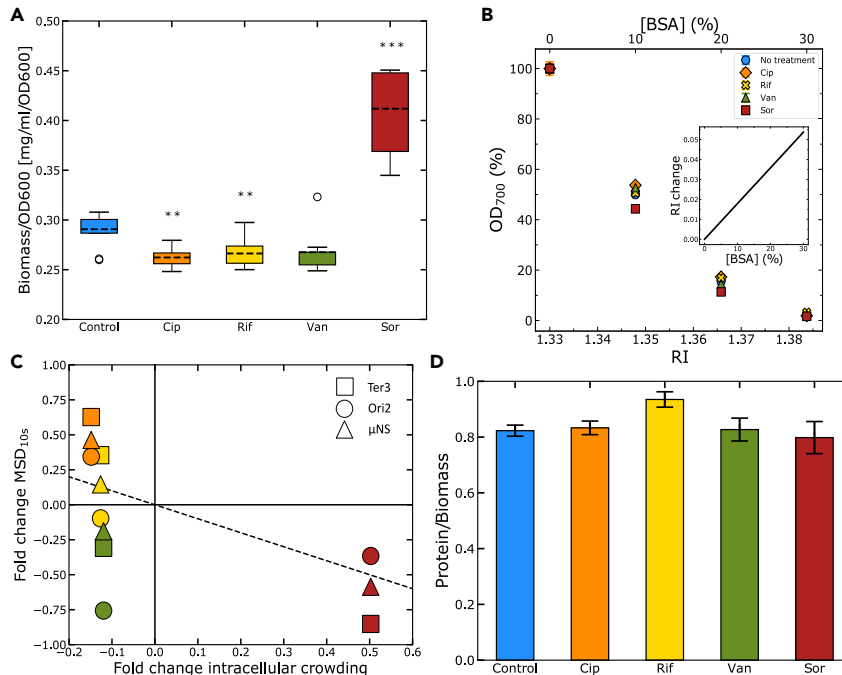 A
Biomass/OD600 [mg/ml/OD600]
0.50
0.45
0.40
0.35
0.30
0.25
0.20
**
**
***
Control
Cip
Rif
Van
Sor
B
[BSA] (%)
0
10
20
30
OD700 (%)
100
80
60
40
20
0
No treatment
Cip
Rif
Van
Sor
RI change
0.05
0.04
0.03
0.02
0.01
0.00
0
10
20
30
[BSA] (%)
1.33
1.34
1.35
1.36
1.37
1.38
RI
C
Fold change MSD10s
1.00
0.75
0.50
0.25
0.00
−0.25
−0.50
−0.75
−1.00
Ter3
Ori2
μNS
−0.2
−0.1
0.0
0.1
0.2
0.3
0.4
0.5
0.6
Fold change intracellular crowding
D
Protein/Biomass
1.0
0.8
0.6
0.4
0.2
0.0
Control
Cip
Rif
Van
Sor